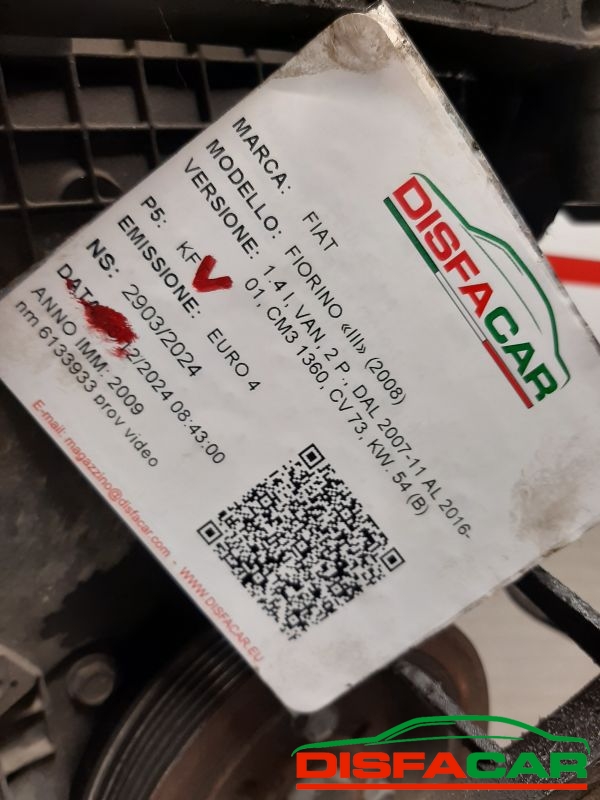 DISFACAR
MARCA: FIAT
MODELLO: FIORINO «III» (2008)
VERSIONE: 1.4 I, VAN, 2 P., DAL 2007-11 AL 2016-
01, CM3 1360, CV 73, KW. 54 (B)
P5: KFV
EMISSIONE: EURO 4
NS: 2903/2024
2/2024 08:43:00
ANNO IMM: 2009
nm 6133933 prov video
E-mail: magazzino@disfacar.com - WWW.DISFACAR.EU
DISFACAR